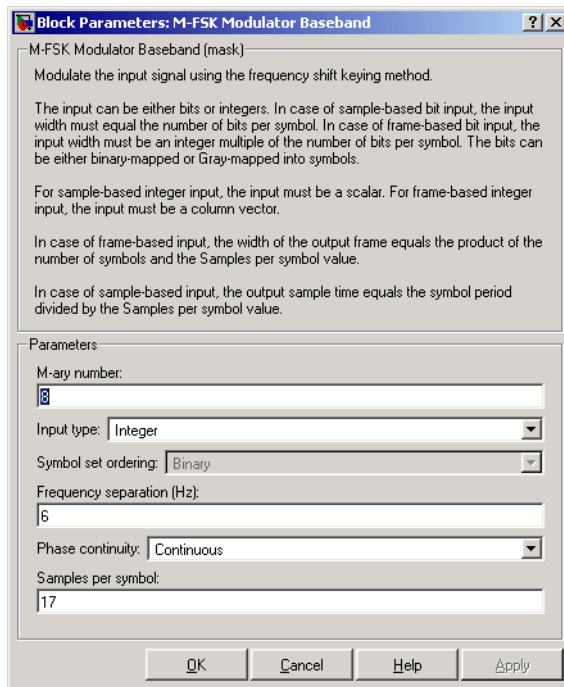 Block Parameters: M-FSK Modulator Baseband
M-FSK Modulator Baseband (mask)
Modulate the input signal using the frequency shift keying method.
The input can be either bits or integers. In case of sample-based bit input, the input
width must equal the number of bits per symbol. In case of frame-based bit input, the
input width must be an integer multiple of the number of bits per symbol. The bits can
be either binary-mapped or Gray-mapped into symbols.
For sample-based integer input, the input must be a scalar. For frame-based integer
input, the input must be a column vector.
In case of frame-based input, the width of the output frame equals the product of the
number of symbols and the Samples per symbol value.
In case of sample-based input, the output sample time equals the symbol period
divided by the Samples per symbol value.
Parameters
M-ary number:
8
Input type: Integer
Symbol set ordering: Binary
Frequency separation (Hz):
6
Phase continuity: Continuous
Samples per symbol:
17
OK Cancel Help Apply